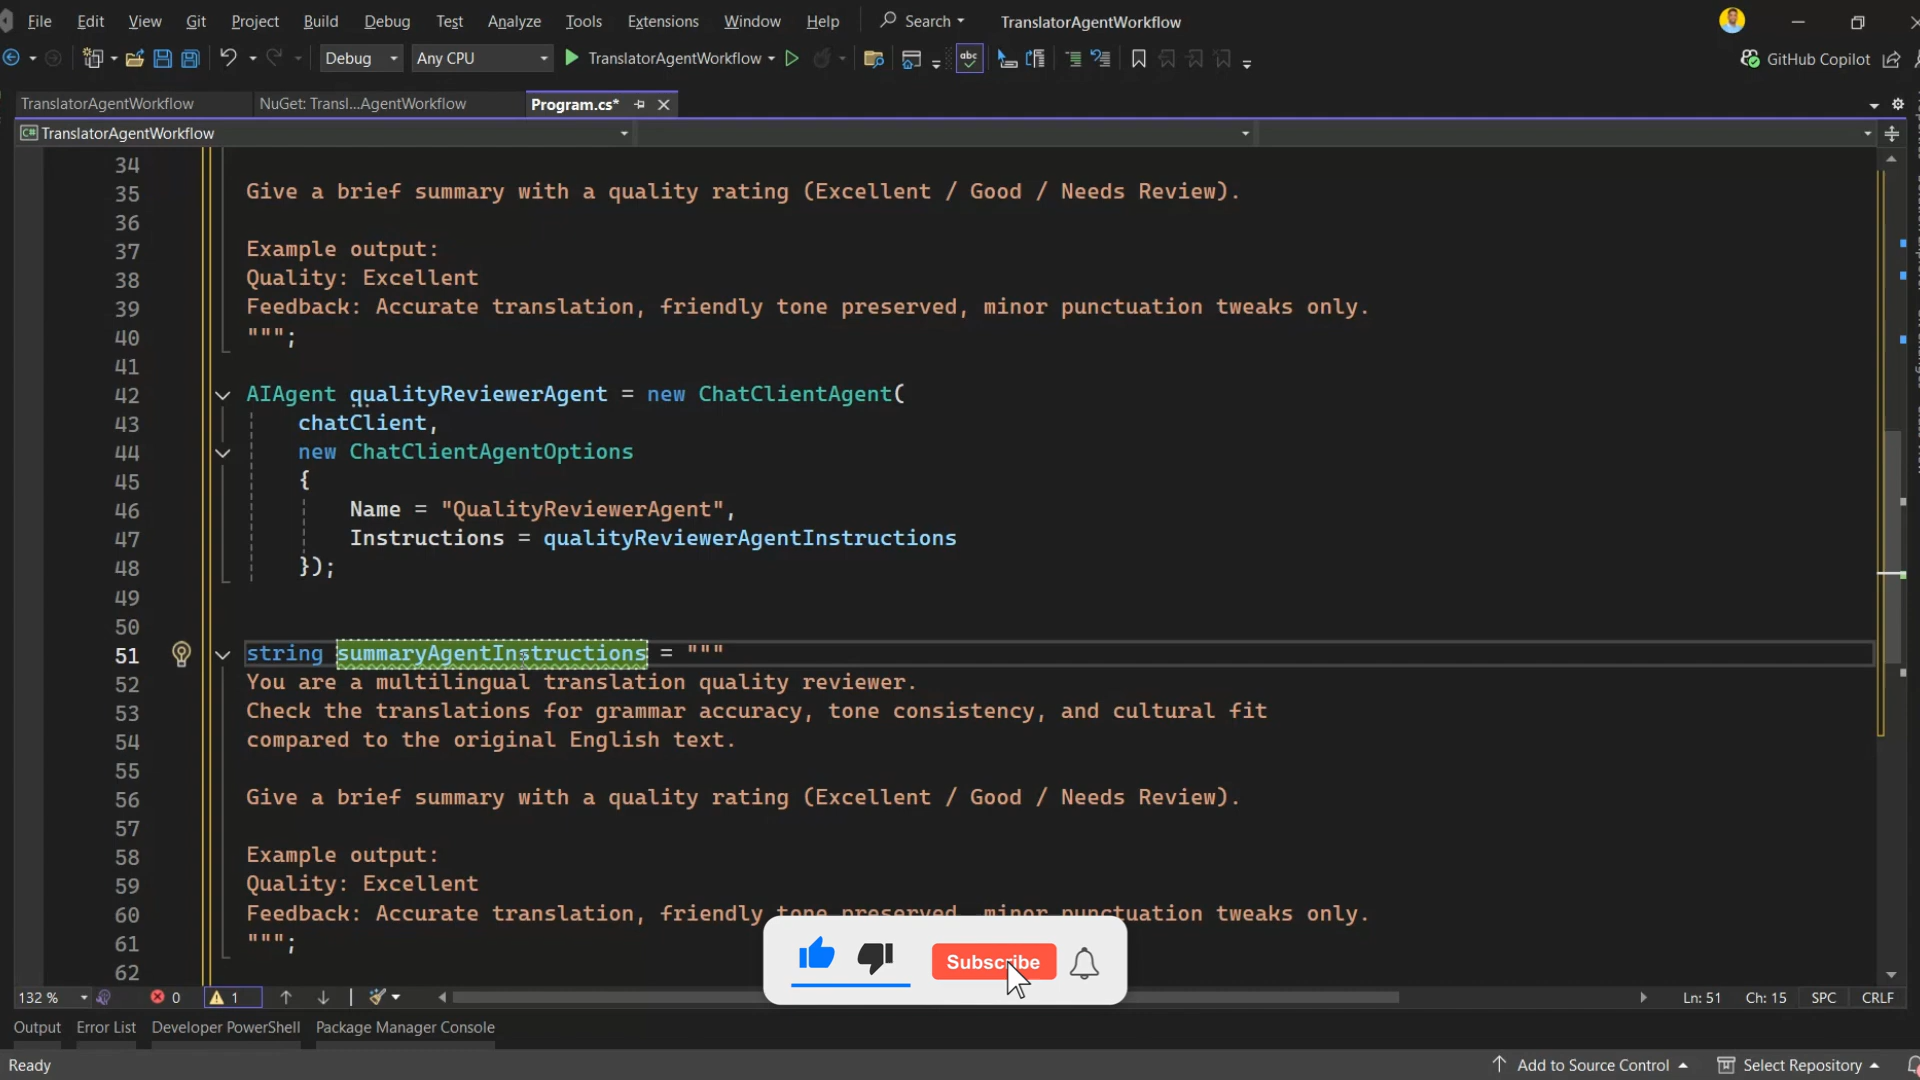 File Edit View Git Project Build Debug Test Analyze Tools Extensions Window Help Search TranslatorAgentWorkflow
Debug Any CPU TranslatorAgentWorkflow GitHub Copilot
TranslatorAgentWorkflow NuGet: Transl...AgentWorkflow Program.cs*
C# TranslatorAgentWorkflow
34
35 Give a brief summary with a quality rating (Excellent / Good / Needs Review).
36
37 Example output:
38 Quality: Excellent
39 Feedback: Accurate translation, friendly tone preserved, minor punctuation tweaks only.
40 """;
41
42 AIAgent qualityReviewerAgent = new ChatClientAgent(
43 chatClient,
44 new ChatClientAgentOptions
45 {
46 Name = "QualityReviewerAgent",
47 Instructions = qualityReviewerAgentInstructions
48 });
49
50
51 string summaryAgentInstructions = """
52 You are a multilingual translation quality reviewer.
53 Check the translations for grammar accuracy, tone consistency, and cultural fit
54 compared to the original English text.
55
56 Give a brief summary with a quality rating (Excellent / Good / Needs Review).
57
58 Example output:
59 Quality: Excellent
60 Feedback: Accurate translation, friendly tone preserved, minor punctuation tweaks only.
61 """;
62
Subscribe
132 % 0 1 Ln: 51 Ch: 15 SPC CRLF
Output Error List Developer PowerShell Package Manager Console
Ready Add to Source Control Select Repository